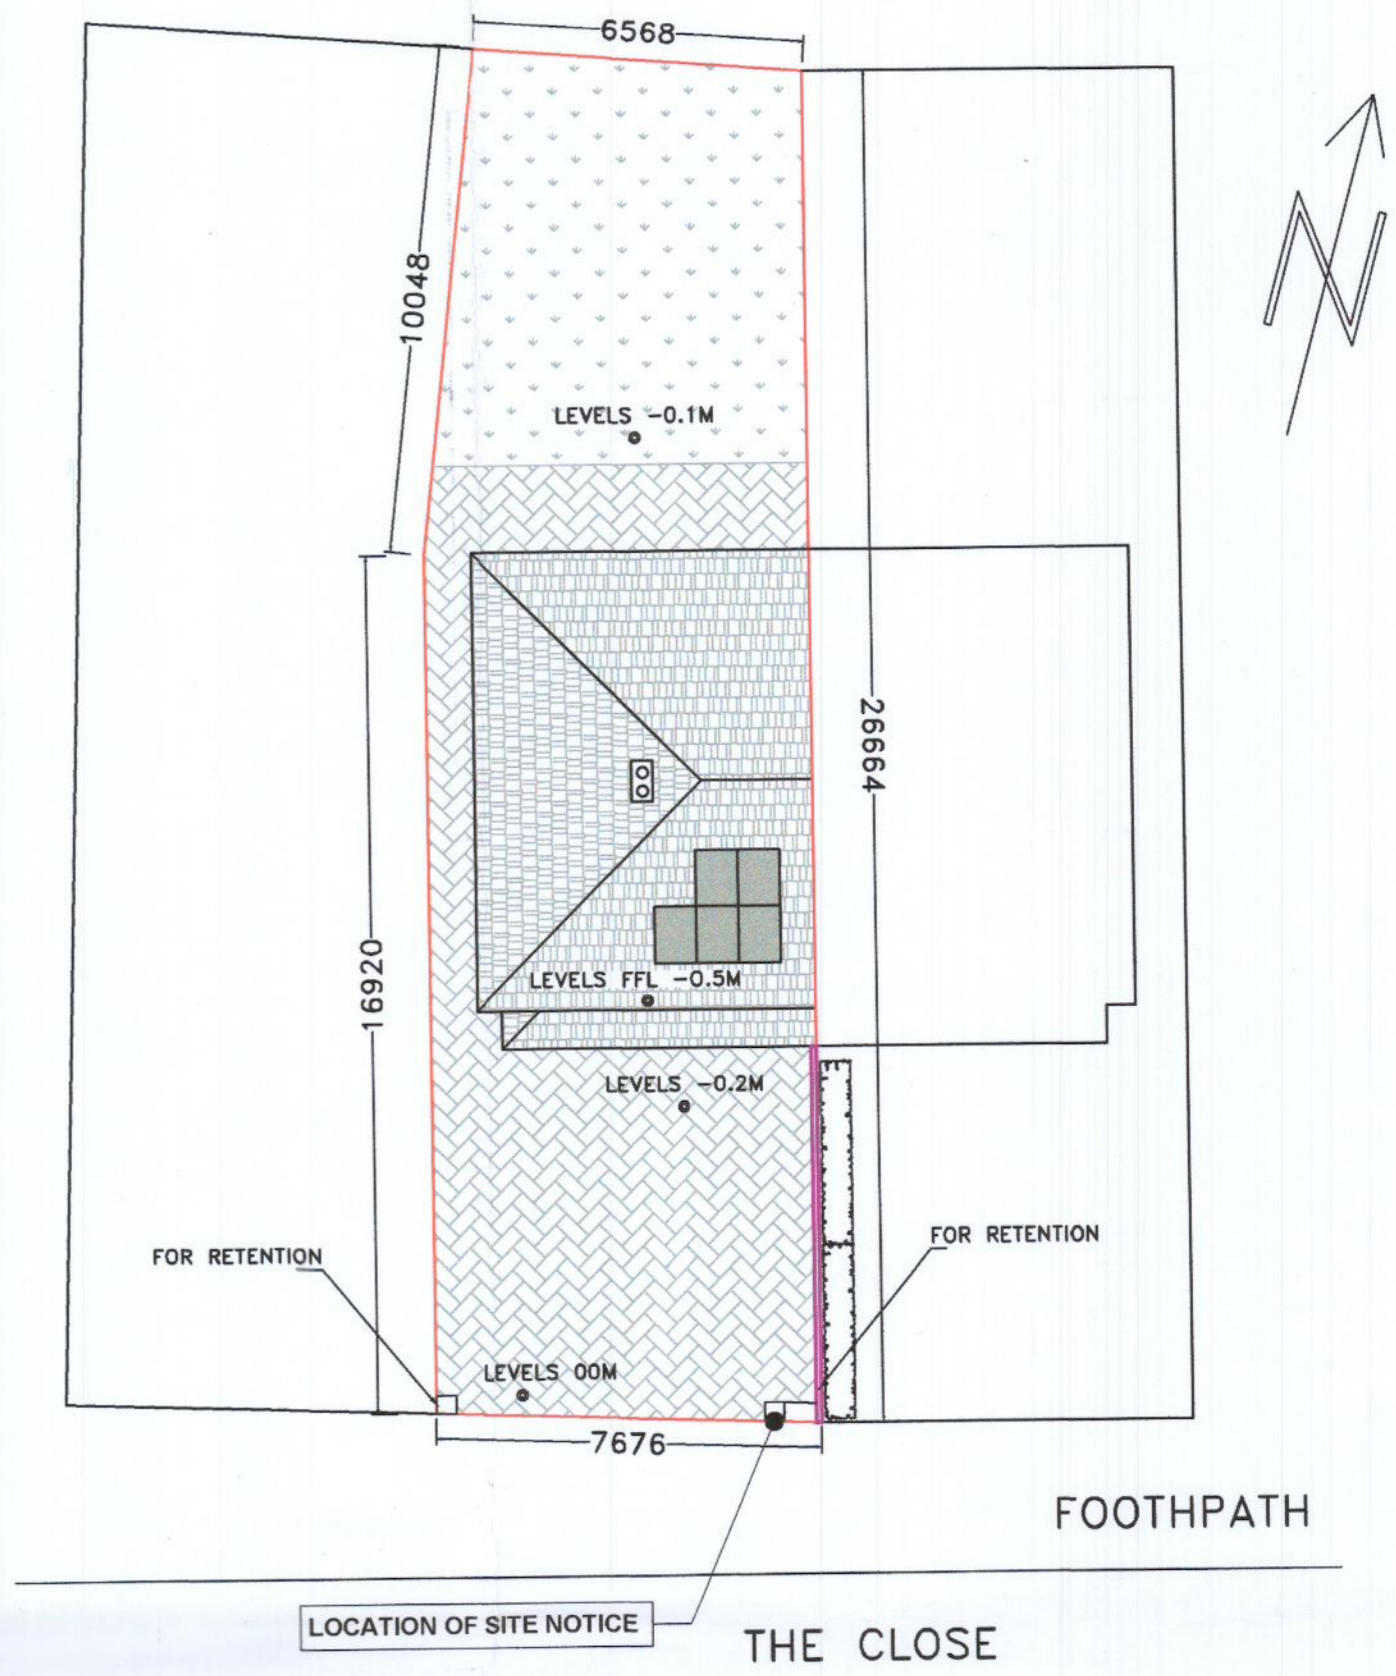 6568
N
10048
LEVELS -0.1M
26664
16920
LEVELS FFL -0.5M
LEVELS -0.2M
FOR RETENTION
FOR RETENTION
LEVELS 00M
7676
FOOTHPATH
LOCATION OF SITE NOTICE
THE CLOSE